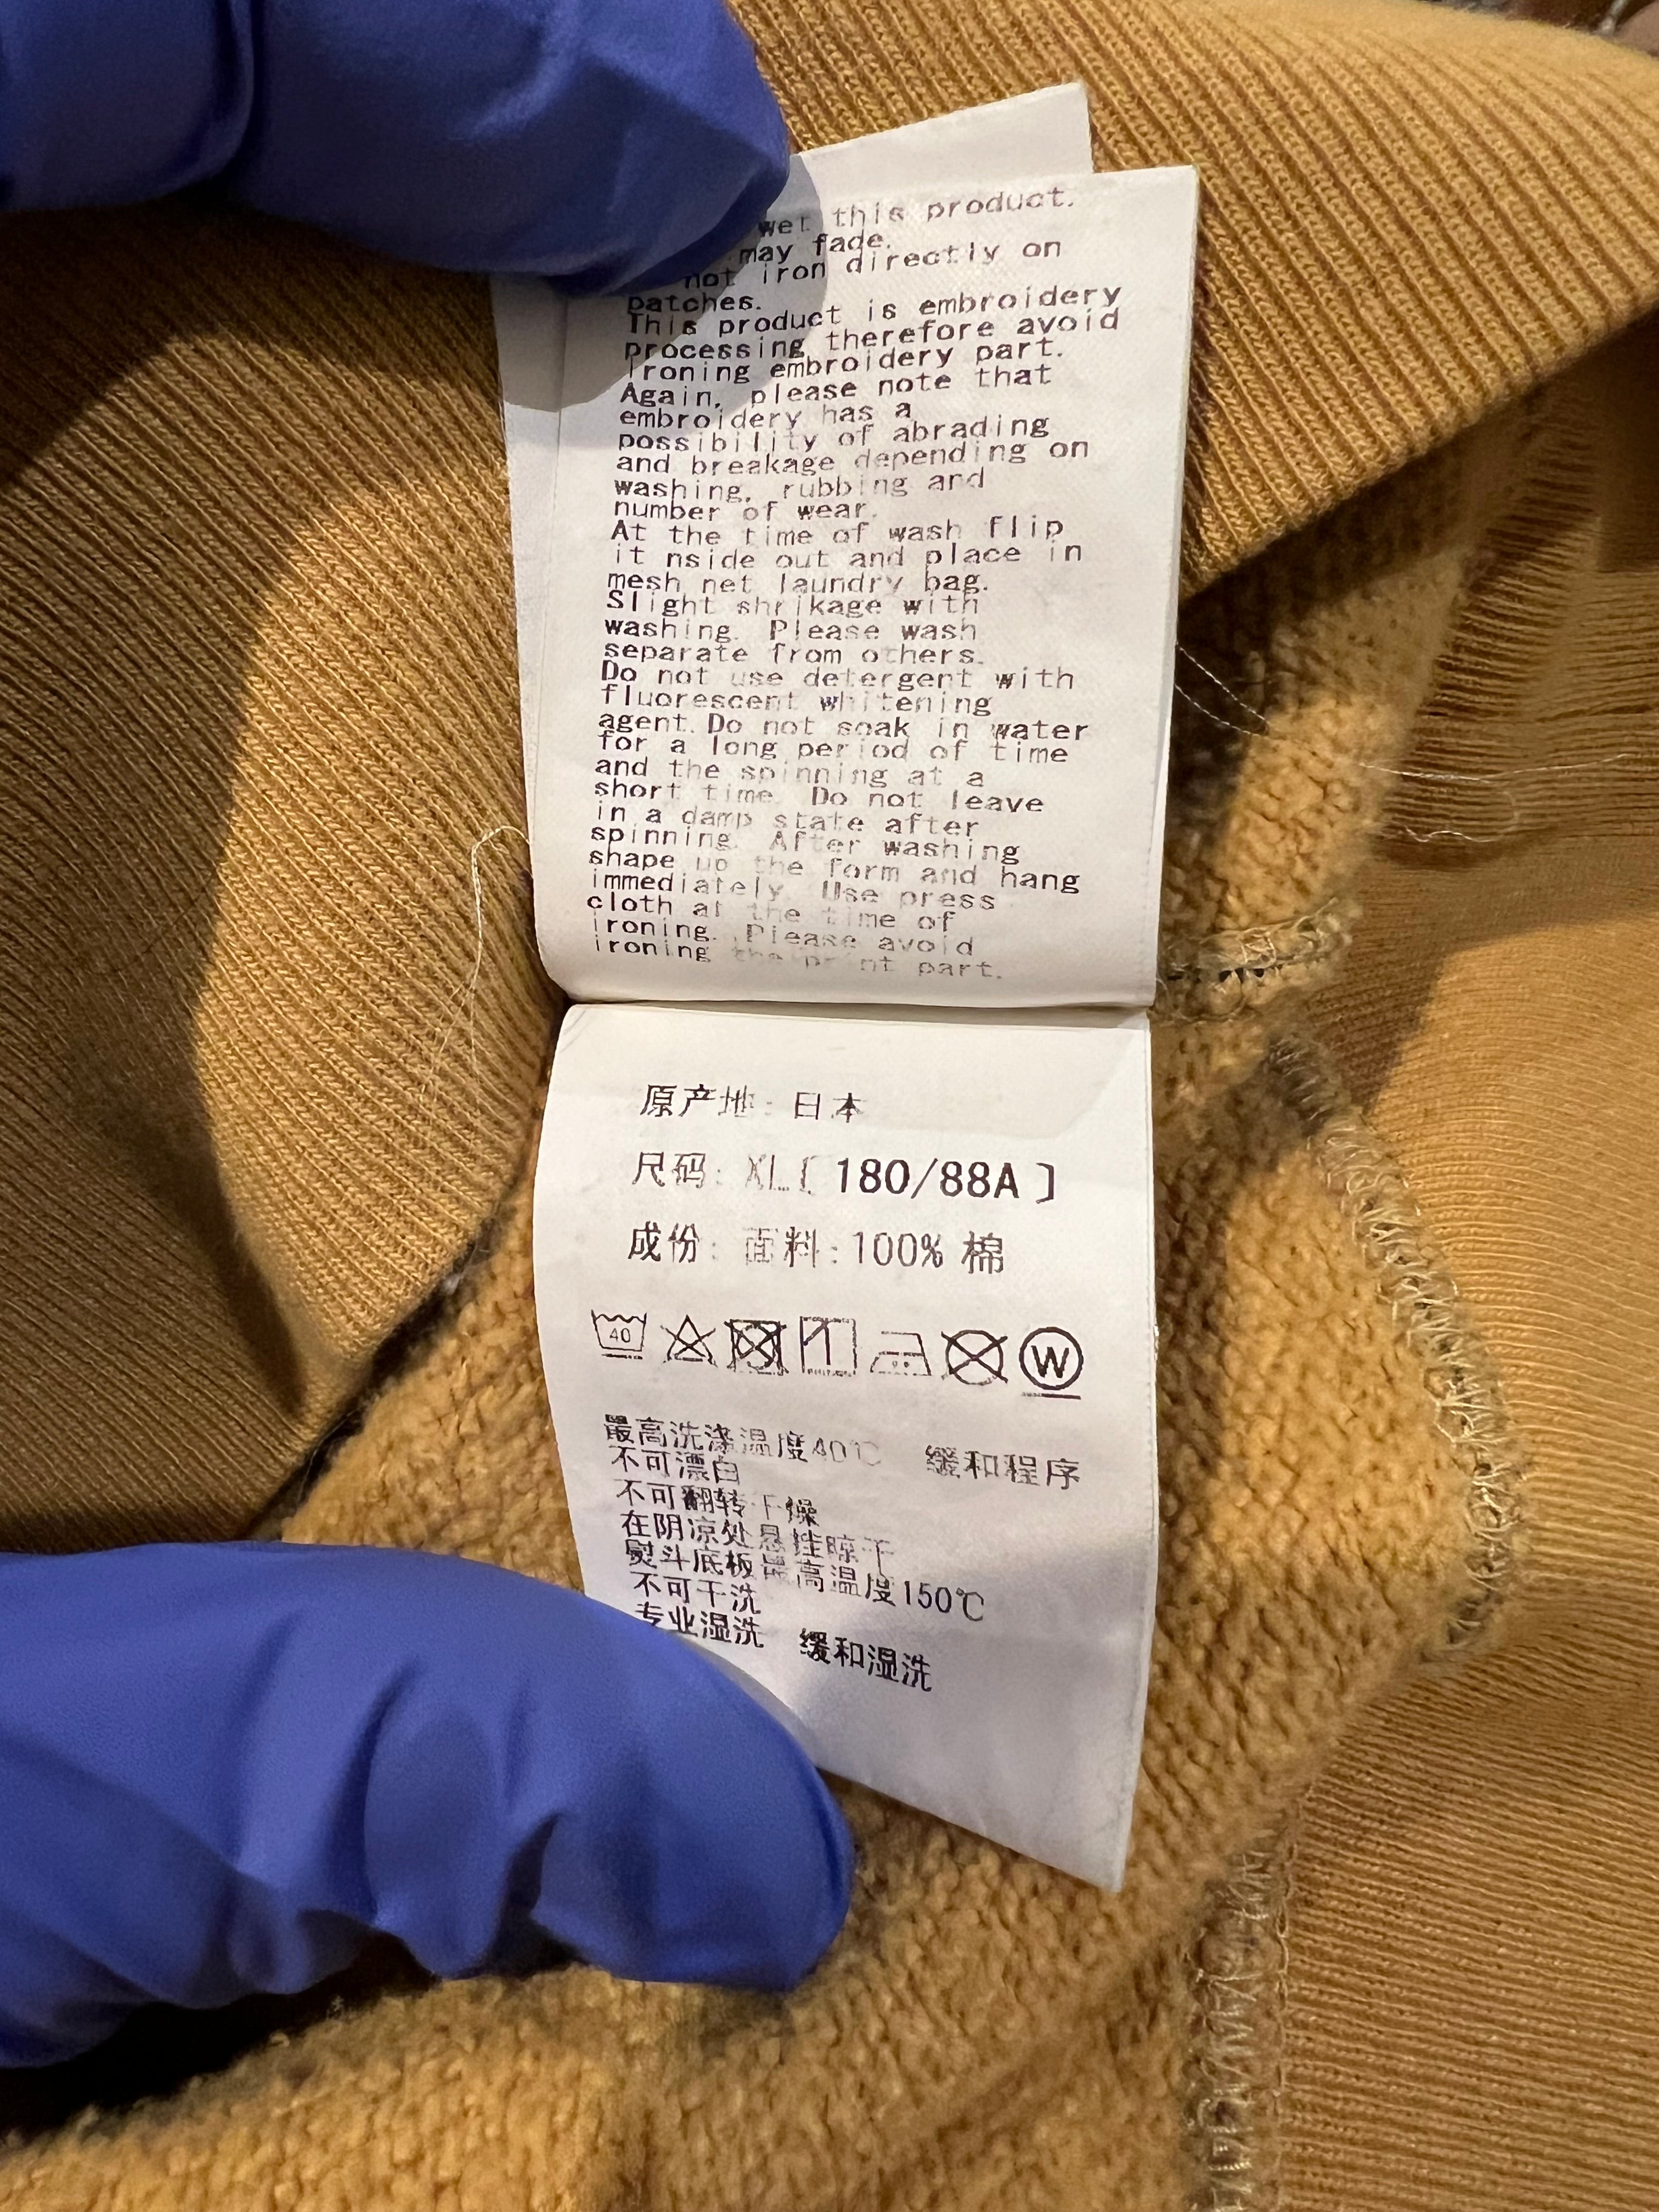 wet this product.
may fade.
not iron directly on
patches.
This product is embroidery
processing therefore avoid
ironing embroidery part.
Again, please note that
embroidery has a
possibility of abrading
and breakage depending on
washing, rubbing and
number of wear.
At the time of wash flip
it nside out and place in
mesh net laundry bag.
Slight shrikage with
washing. Please wash
separate from others.
Do not use detergent with
fluorescent whitening
agent. Do not soak in water
for a long period of time
and the spinning at a
short time. Do not leave
in a damp state after
spinning. After washing
shape up the form and hang
immediately. Use press
cloth at the time of
ironing. Please avoid
ironing the print part.
原产地: 日本
尺码: XL[ 180/88A ]
成份: 面料: 100% 棉
40 W
最高洗涤温度40℃ 缓和程序
不可漂白
不可翻转干燥
在阴凉处悬挂晾干
熨斗底板最高温度150℃
不可干洗
专业湿洗 缓和湿洗